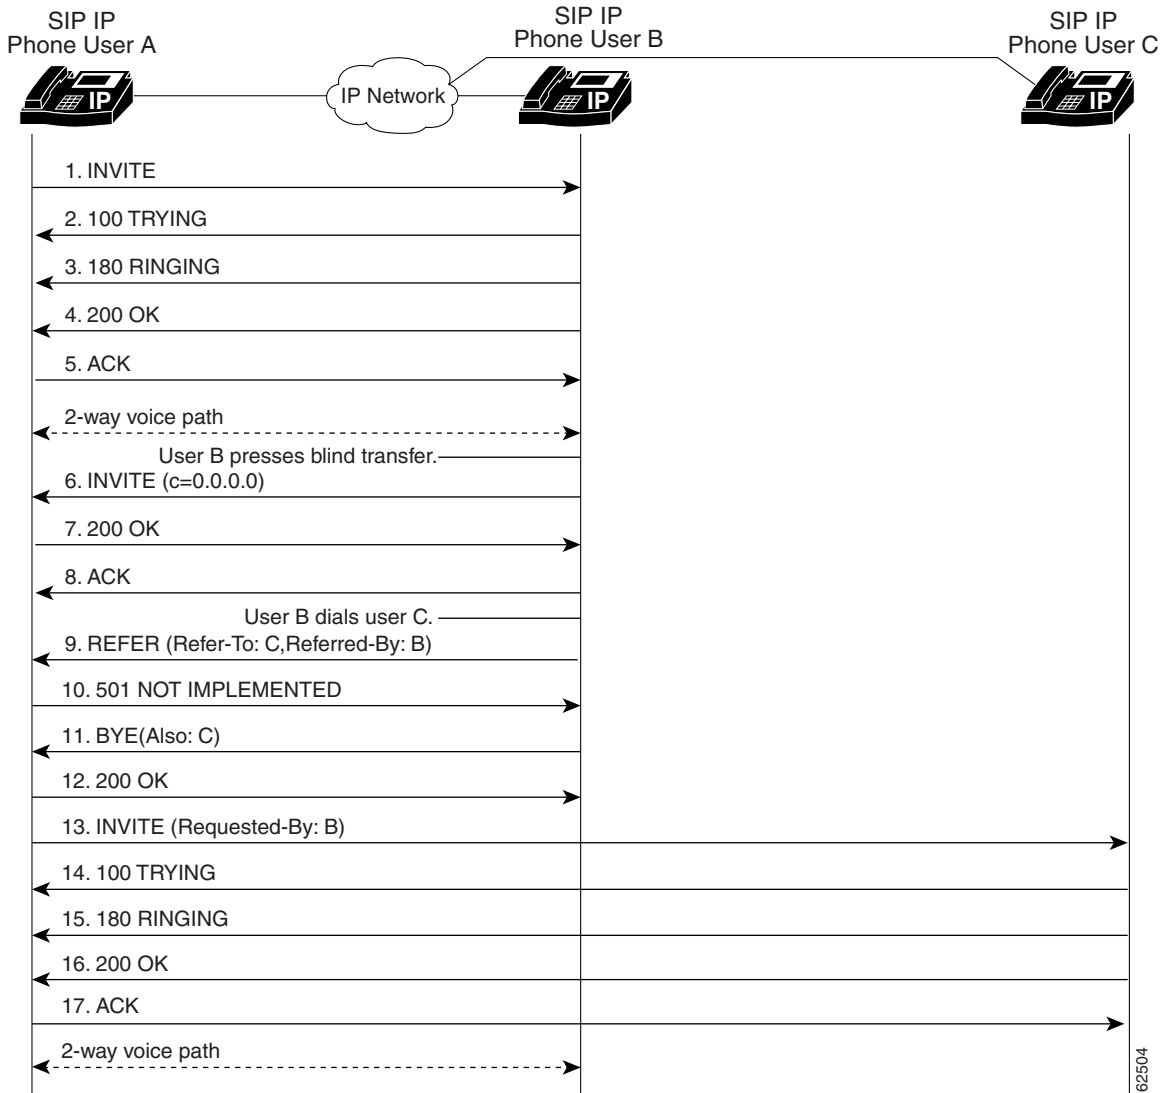 SIP IP
Phone User A
SIP IP
Phone User B
SIP IP
Phone User C
IP
IP Network
IP
IP
1. INVITE
2. 100 TRYING
3. 180 RINGING
4. 200 OK
5. ACK
2-way voice path
User B presses blind transfer.
6. INVITE (c=0.0.0.0)
7. 200 OK
8. ACK
User B dials user C.
9. REFER (Refer-To: C,Referred-By: B)
10. 501 NOT IMPLEMENTED
11. BYE(Also: C)
12. 200 OK
13. INVITE (Requested-By: B)
14. 100 TRYING
15. 180 RINGING
16. 200 OK
17. ACK
2-way voice path
62504